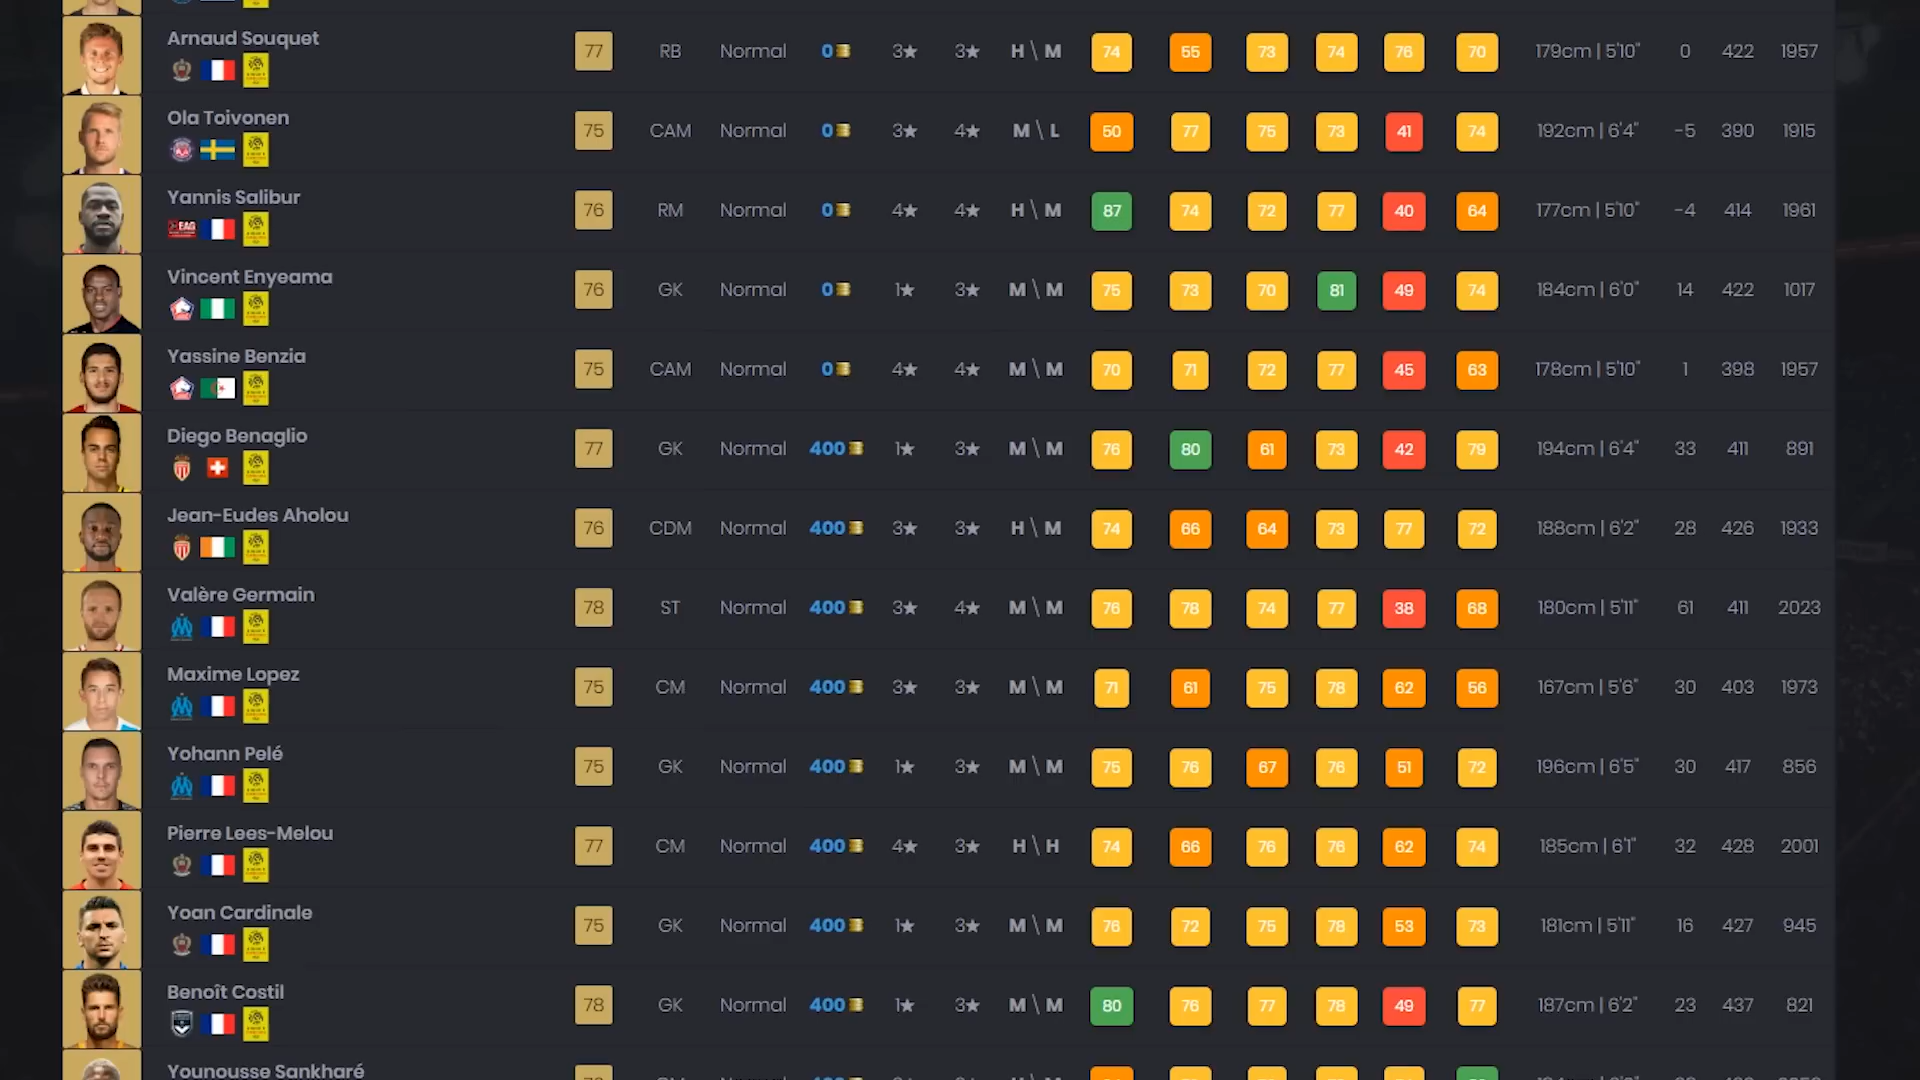 Arnaud Souquet 77 RB Normal 0 3★ 3★ H \ M 74 55 73 74 76 70 179cm | 5'10" 0 422 1957
Ola Toivonen 75 CAM Normal 0 3★ 4★ M \ L 50 77 75 73 41 74 192cm | 6'4" -5 390 1915
Yannis Salibur 76 RM Normal 0 4★ 4★ H \ M 87 74 72 77 40 64 177cm | 5'10" -4 414 1961
EAG
Vincent Enyeama 76 GK Normal 0 1★ 3★ M \ M 75 73 70 81 49 74 184cm | 6'0" 14 422 1017
Yassine Benzia 75 CAM Normal 0 4★ 4★ M \ M 70 71 72 77 45 63 178cm | 5'10" 1 398 1957
Diego Benaglio 77 GK Normal 400 1★ 3★ M \ M 76 80 61 73 42 79 194cm | 6'4" 33 411 891
Jean-Eudes Aholou 76 CDM Normal 400 3★ 3★ H \ M 74 66 64 73 77 72 188cm | 6'2" 28 426 1933
Valère Germain 78 ST Normal 400 3★ 4★ M \ M 76 78 74 77 38 68 180cm | 5'11" 61 411 2023
Maxime Lopez 75 CM Normal 400 3★ 3★ M \ M 71 61 75 78 62 56 167cm | 5'6" 30 403 1973
Yohann Pelé 75 GK Normal 400 1★ 3★ M \ M 75 76 67 76 51 72 196cm | 6'5" 30 417 856
Pierre Lees-Melou 77 CM Normal 400 4★ 3★ H \ H 74 66 76 76 62 74 185cm | 6'1" 32 428 2001
Yoan Cardinale 75 GK Normal 400 1★ 3★ M \ M 76 72 75 78 53 73 181cm | 5'11" 16 427 945
Benoît Costil 78 GK Normal 400 1★ 3★ M \ M 80 76 77 78 49 77 187cm | 6'2" 23 437 821
Younousse Sankharé